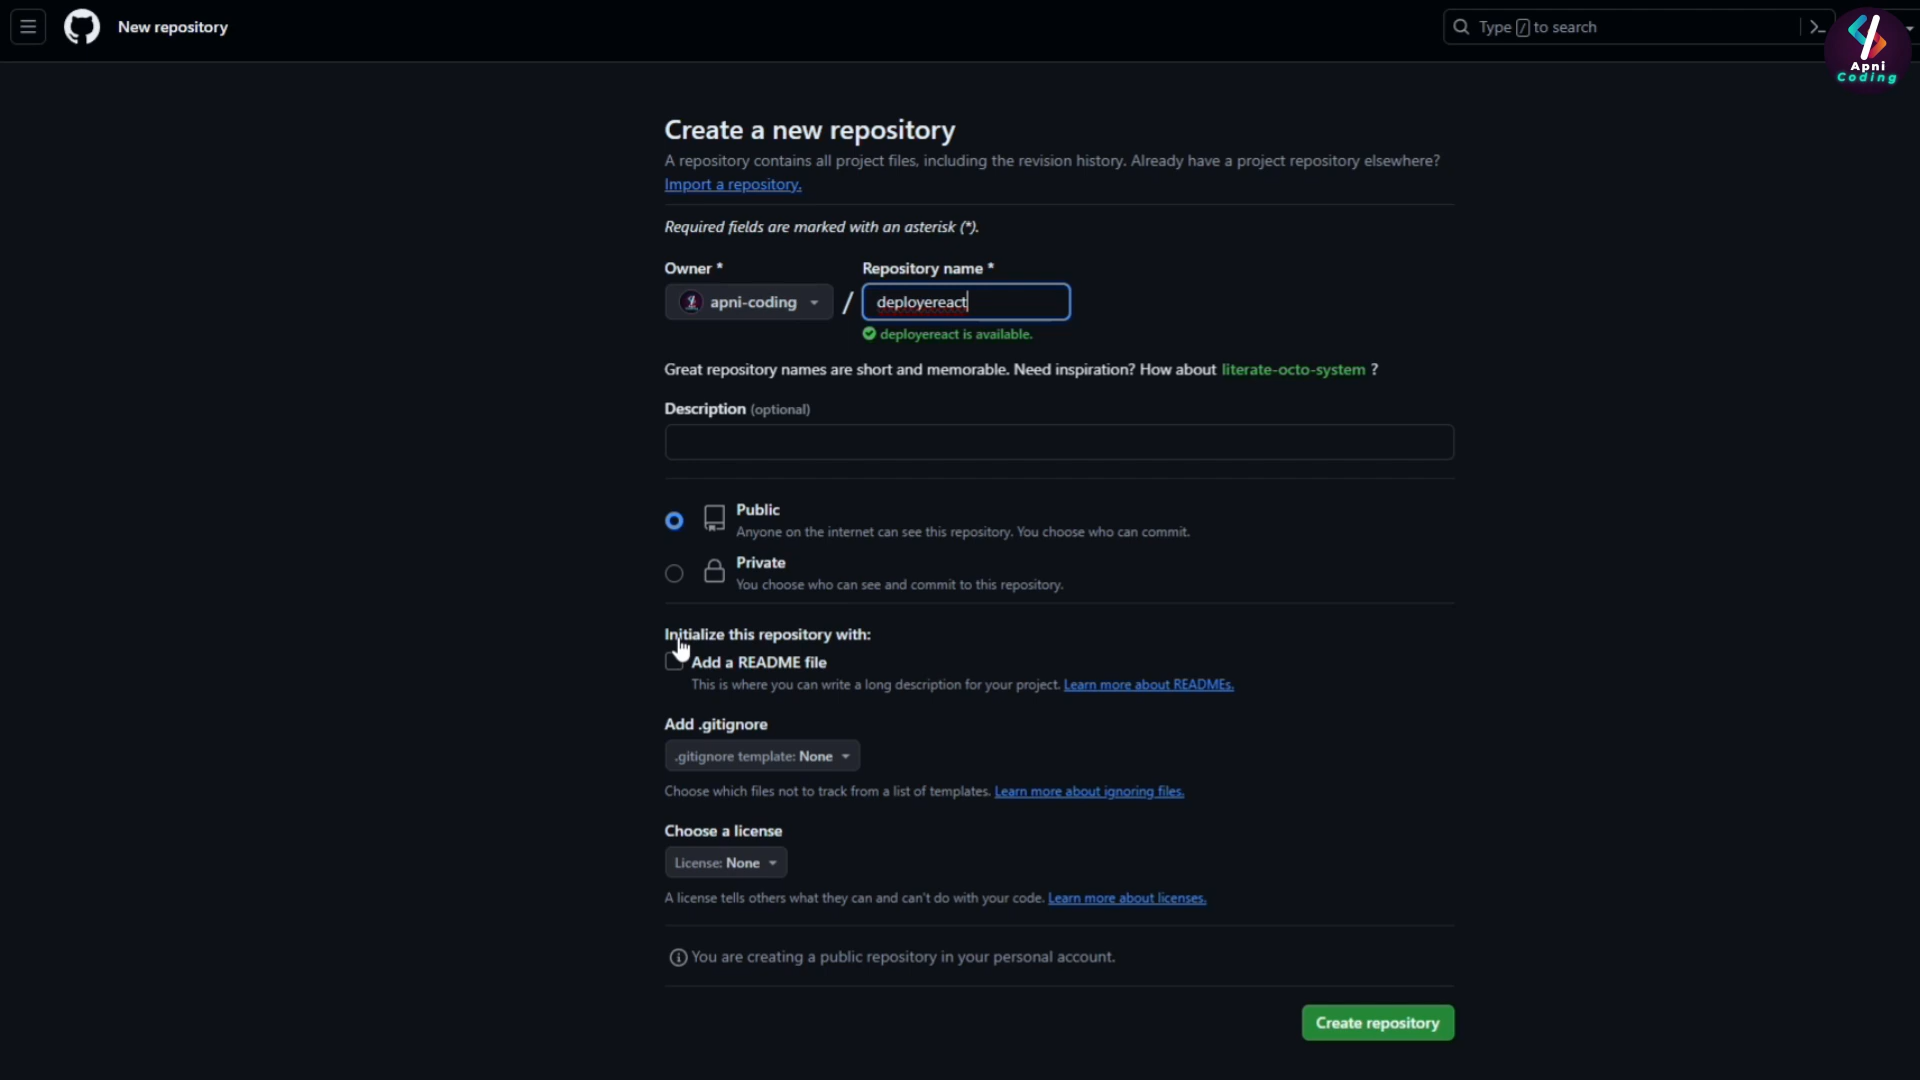 New repository
Type / to search
Apni
Coding
Create a new repository
A repository contains all project files, including the revision history. Already have a project repository elsewhere?
Import a repository.
Required fields are marked with an asterisk (*).
Owner *
Repository name *
apni-coding
/
deployereact
deployereact is available.
Great repository names are short and memorable. Need inspiration? How about literate-octo-system ?
Description (optional)
Public
Anyone on the internet can see this repository. You choose who can commit.
Private
You choose who can see and commit to this repository.
Initialize this repository with:
Add a README file
This is where you can write a long description for your project. Learn more about READMEs.
Add .gitignore
.gitignore template: None
Choose which files not to track from a list of templates. Learn more about ignoring files.
Choose a license
License: None
A license tells others what they can and can't do with your code. Learn more about licenses.
You are creating a public repository in your personal account.
Create repository